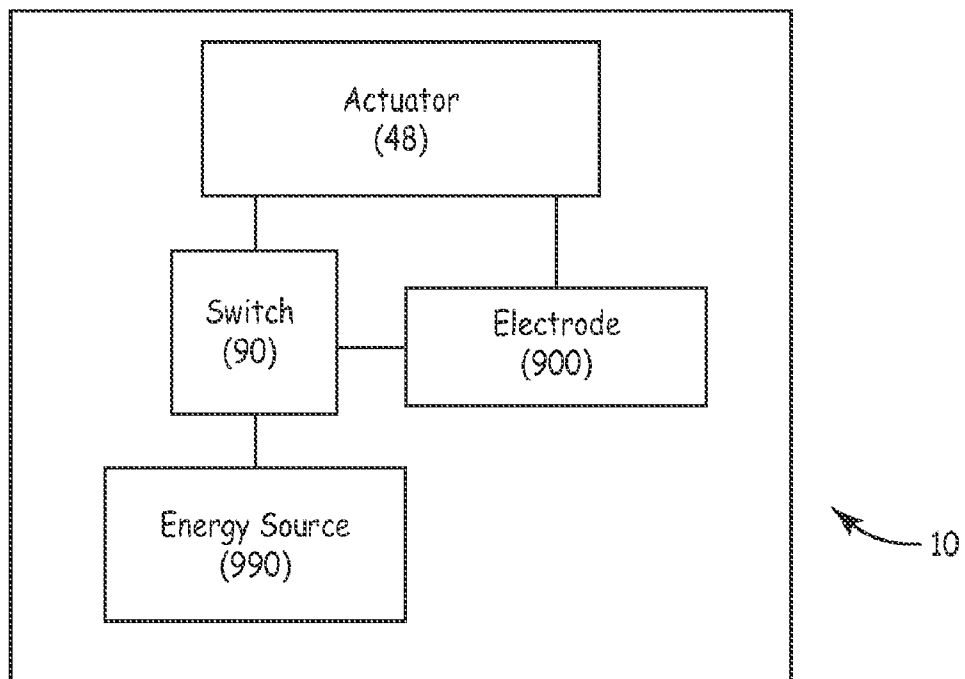 Actuator
(48)
Switch
(90)
Electrode
(900)
Energy Source
(990)
10